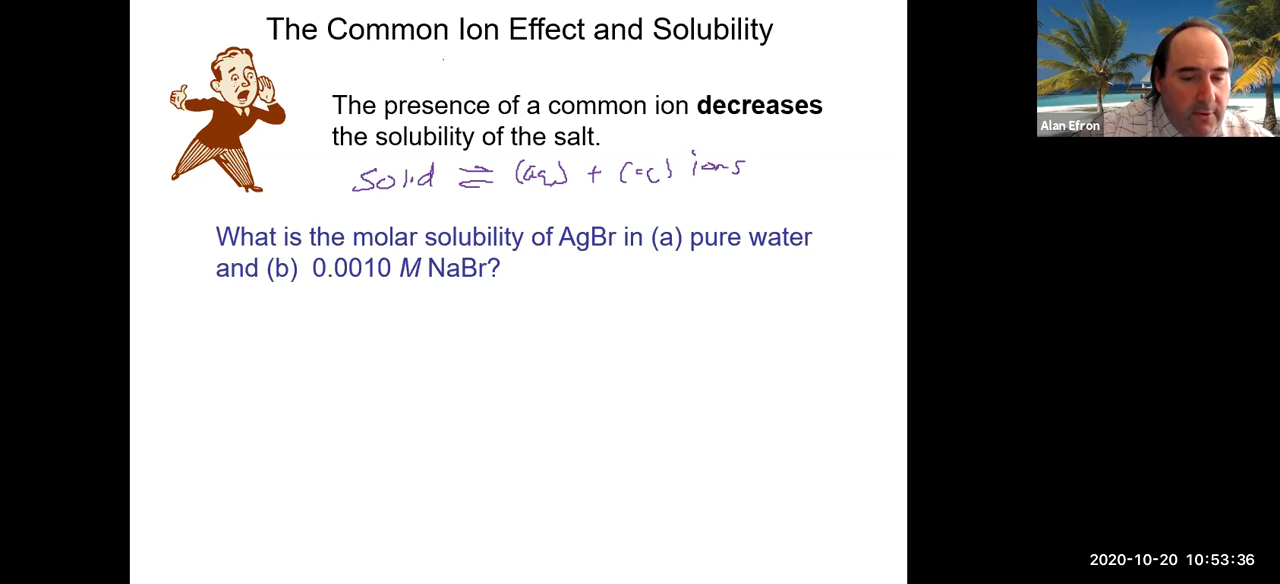 The Common Ion Effect and Solubility
The presence of a common ion decreases
the solubility of the salt.
Solid ⇌ (aq) + (aq) ions
What is the molar solubility of AgBr in (a) pure water
and (b) 0.0010 M NaBr?
Alan Efron
2020-10-20 10:53:36